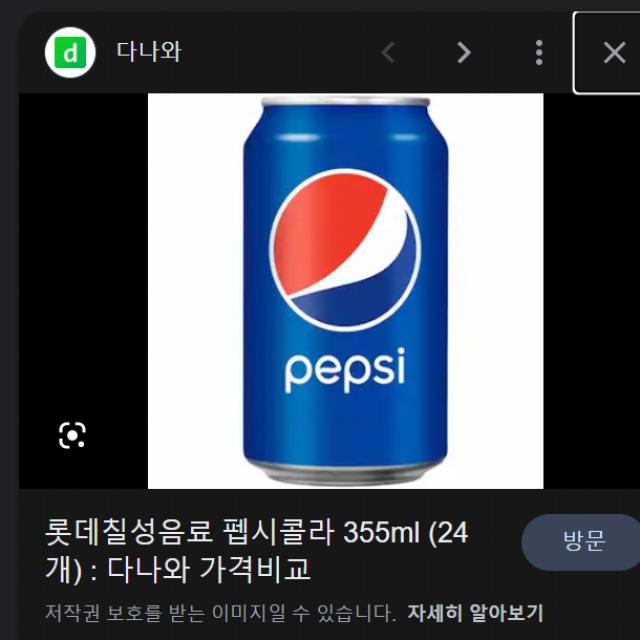 d 다나와
pepsi
롯데칠성음료 펩시콜라 355ml (24
개) : 다나와 가격비교
방문
저작권 보호를 받는 이미지일 수 있습니다. 자세히 알아보기